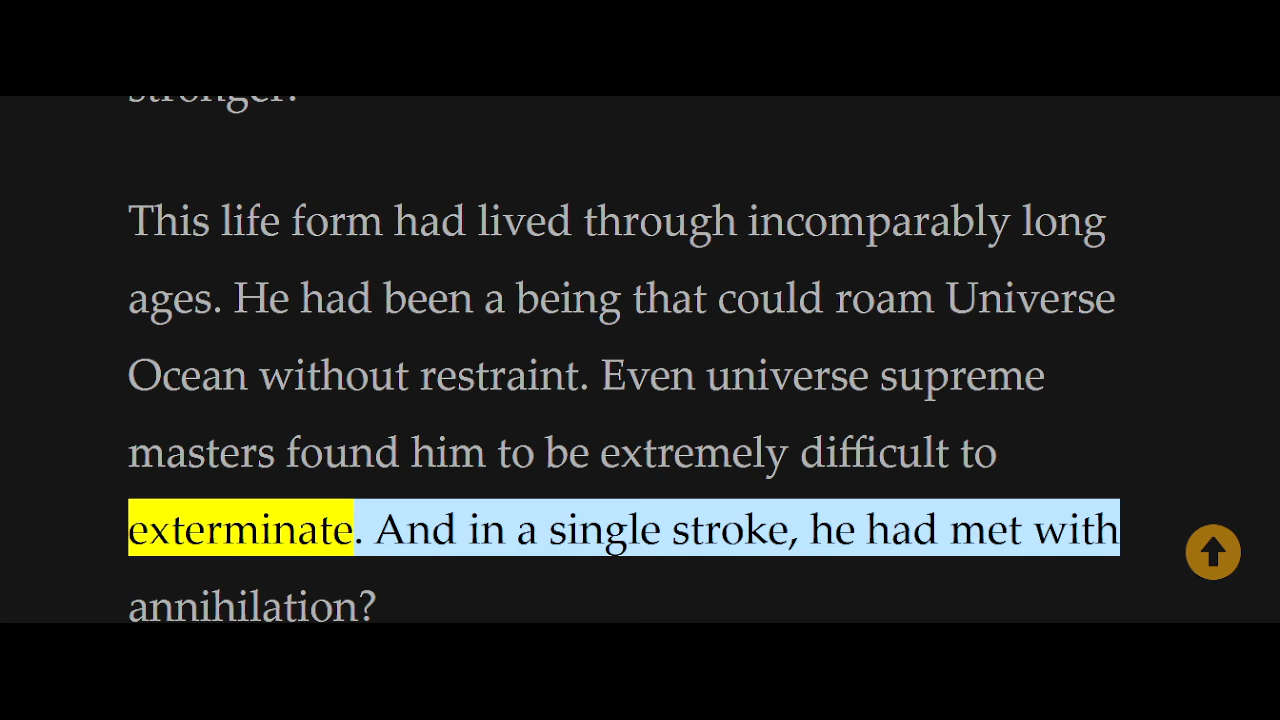 stronger?
This life form had lived through incomparably long
ages. He had been a being that could roam Universe
Ocean without restraint. Even universe supreme
masters found him to be extremely difficult to
exterminate. And in a single stroke, he had met with
annihilation?